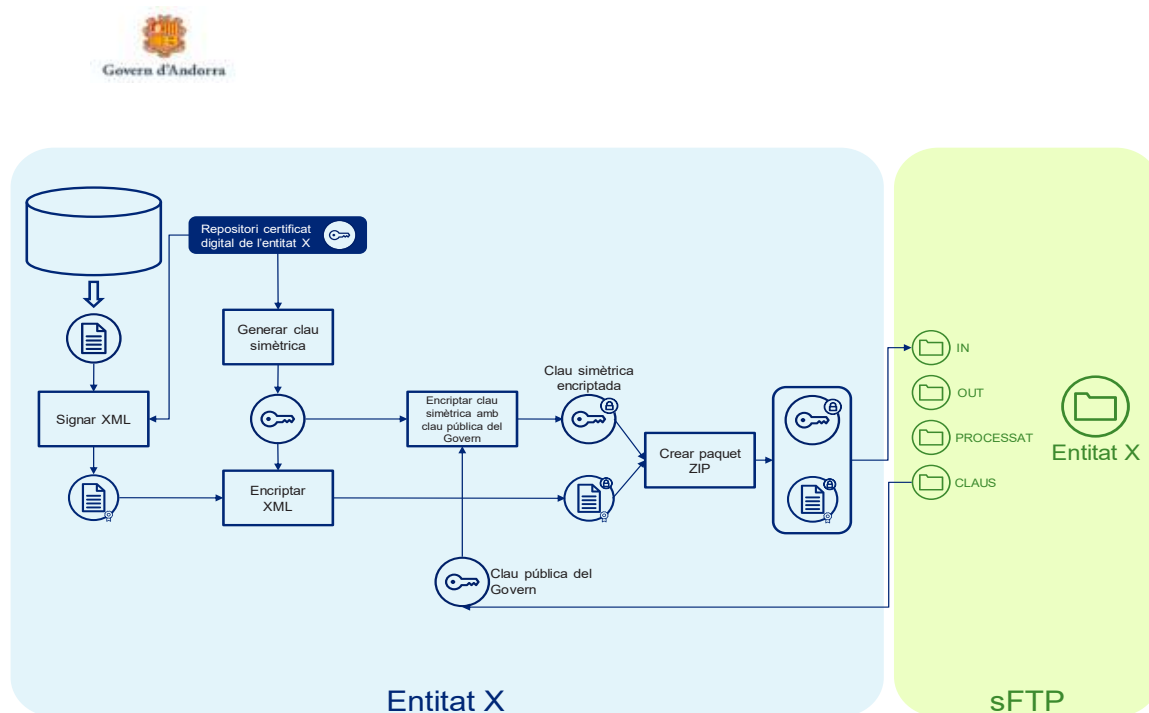 Govern d'Andorra
Repositori certificat
digital de l'entitat X
Generar clau
simètrica
Clau simètrica
encriptada
IN
Encriptar clau
simètrica amb
clau pública del
Govern
OUT
Signar XML
PROCESSAT
Entitat X
Crear paquet
ZIP
CLAUS
Encriptar
XML
Clau pública del
Govern
Entitat X
sFTP